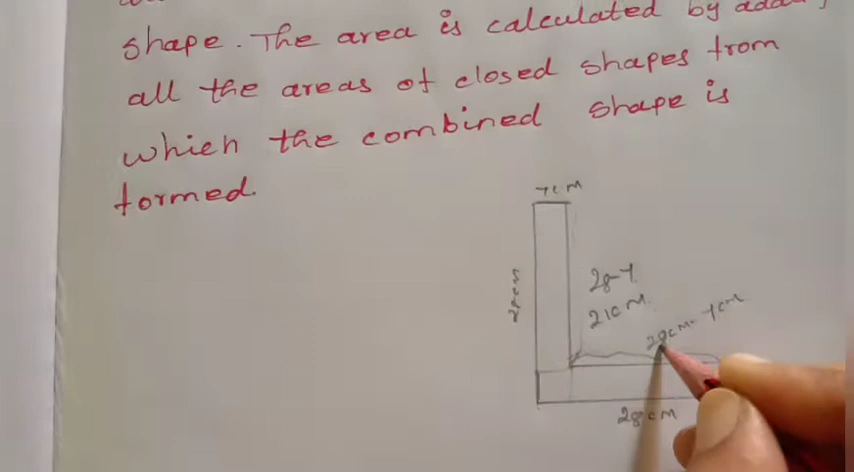 shape. The area is calculated by
all the areas of closed shapes from
which the combined shape is
formed.
7cm
28cm
28-7
21cm
28cm- 7cm
28cm